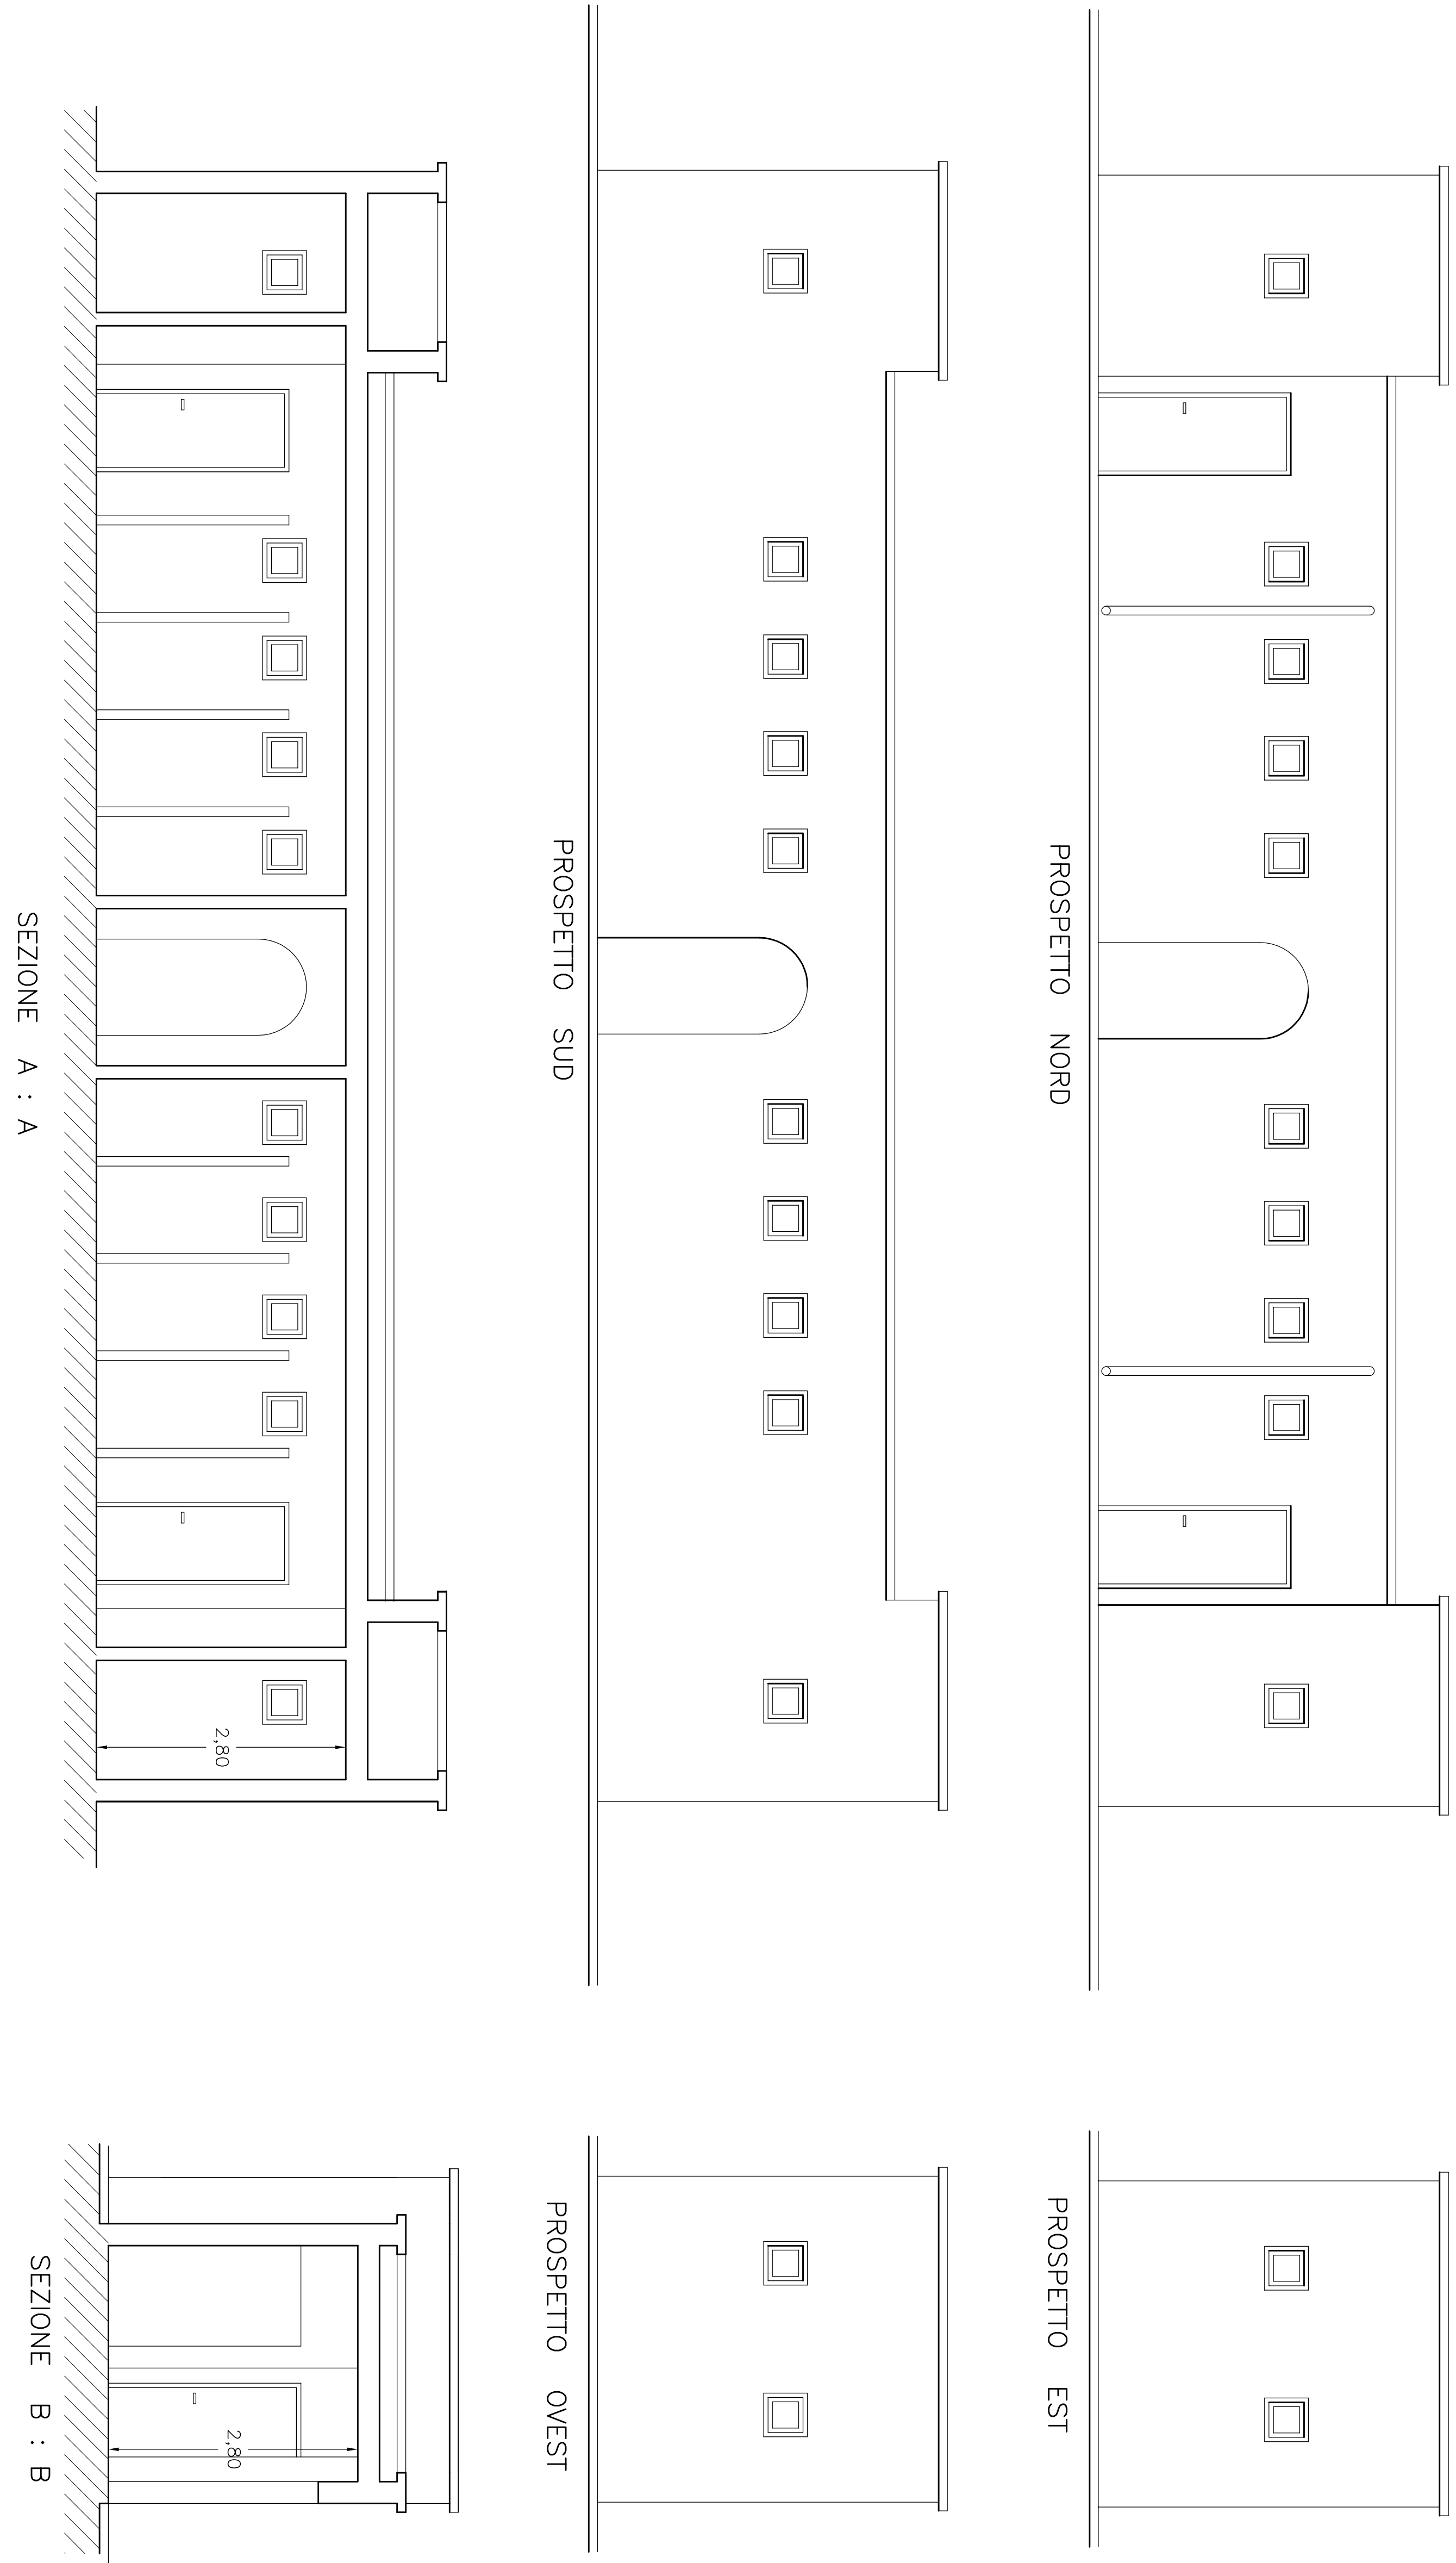 PROSPETTO NORD
PROSPETTO EST
PROSPETTO SUD
PROSPETTO OVEST
2,80
SEZIONE A : A
2,80
SEZIONE B : B